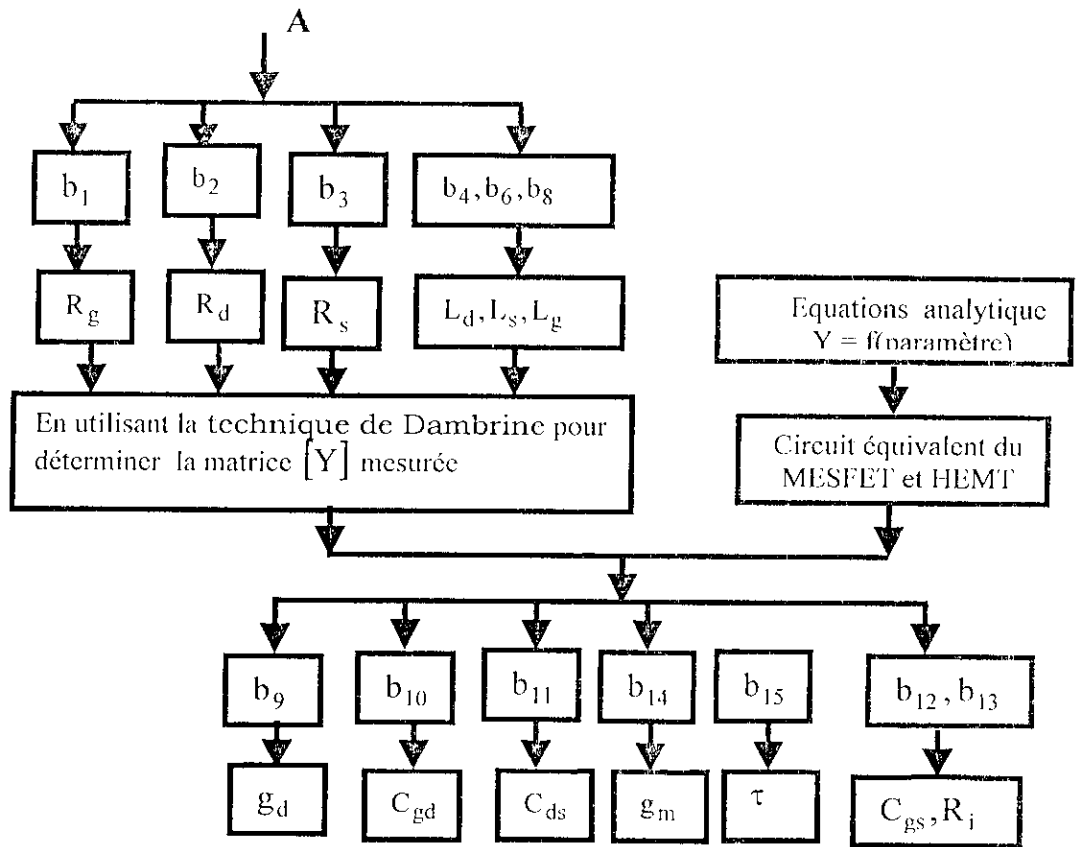 A
b1
b2
b3
b4, b6, b8
Rg
Rd
Rs
Ld, Ls, Lg
Equations analytique
Y = f(paramètre)
En utilisant la technique de Dambrine pour
déterminer la matrice [Y] mesurée
Circuit équivalent du
MESFET et HEMT
b9
b10
b11
b14
b15
b12, b13
gd
Cgd
Cds
gm
τ
Cgs, Ri